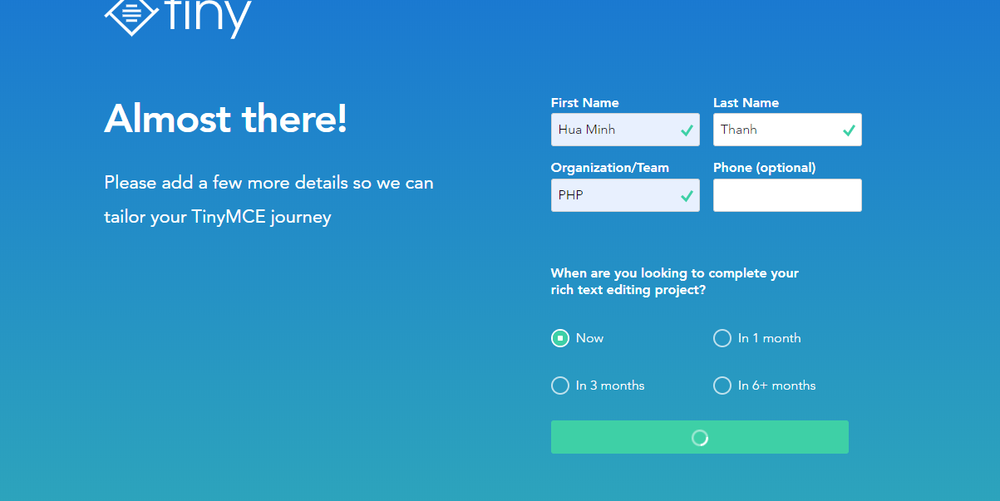 tiny
Almost there!
Please add a few more details so we can
tailor your TinyMCE journey
First Name
Last Name
Hua Minh
Thanh
Organization/Team
Phone (optional)
PHP
When are you looking to complete your
rich text editing project?
Now
In 1 month
In 3 months
In 6+ months